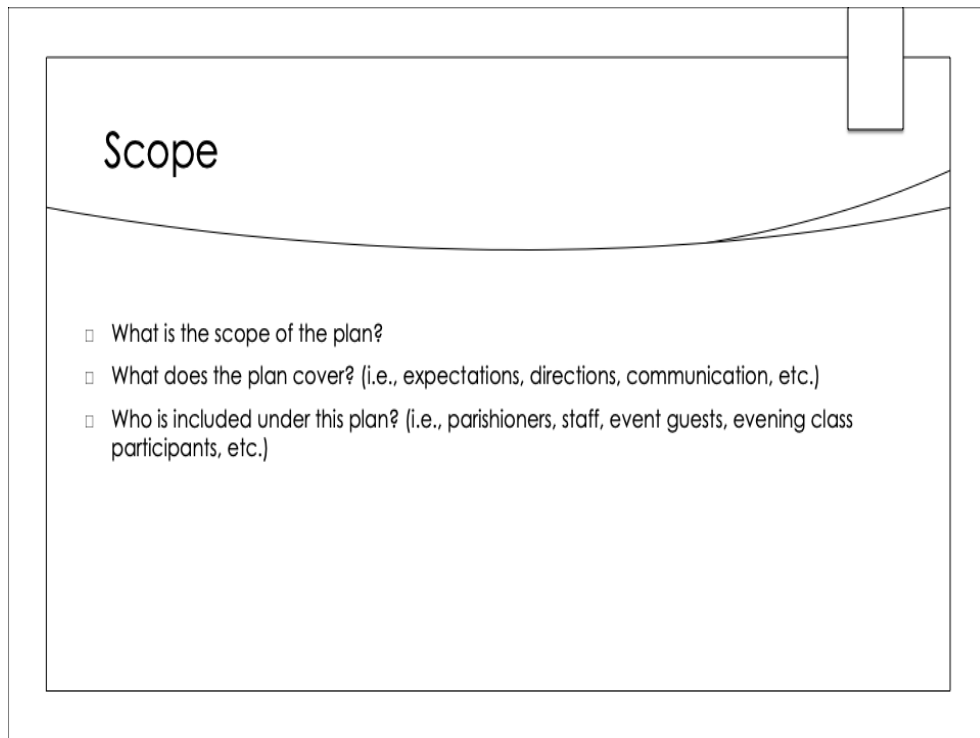 Scope
What is the scope of the plan?
What does the plan cover? (i.e., expectations, directions, communication, etc.)
Who is included under this plan? (i.e., parishioners, staff, event guests, evening class
participants, etc.)